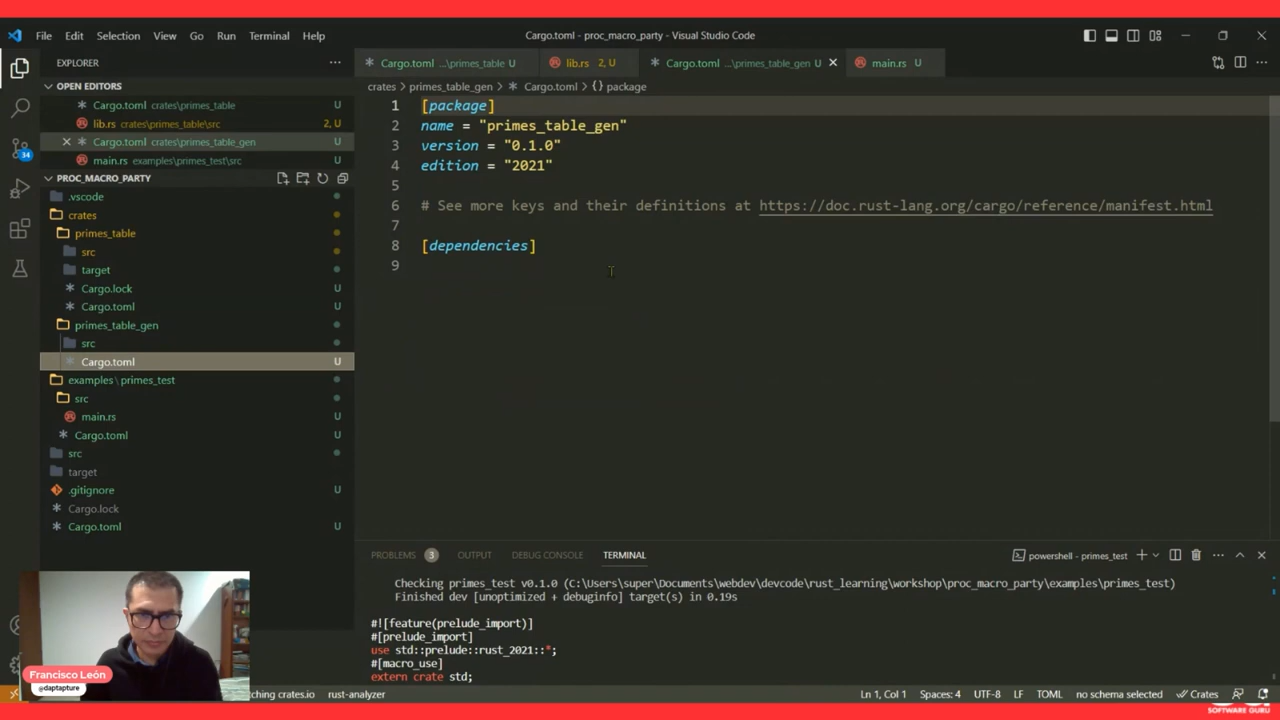 File Edit Selection View Go Run Terminal Help
Cargo.toml - proc_macro_party - Visual Studio Code
EXPLORER
OPEN EDITORS
Cargo.toml crates\primes_table U
lib.rs crates\primes_table\src 2, U
Cargo.toml crates\primes_table_gen U
main.rs examples\primes_test\src U
PROC_MACRO_PARTY
.vscode
crates
primes_table
src
target
Cargo.lock U
Cargo.toml U
primes_table_gen
src
Cargo.toml U
examples \ primes_test
src
main.rs U
Cargo.toml U
src
target
.gitignore U
Cargo.lock
Cargo.toml U
34
Cargo.toml ...\primes_table U
lib.rs 2, U
Cargo.toml ...\primes_table_gen U
main.rs U
crates > primes_table_gen > Cargo.toml > {} package
1 [package]
2 name = "primes_table_gen"
3 version = "0.1.0"
4 edition = "2021"
5
6 # See more keys and their definitions at https://doc.rust-lang.org/cargo/reference/manifest.html
7
8 [dependencies]
9
PROBLEMS 3 OUTPUT DEBUG CONSOLE TERMINAL
powershell - primes_test
Checking primes_test v0.1.0 (C:\Users\super\Documents\webdev\devcode\rust_learning\workshop\proc_macro_party\examples\primes_test)
Finished dev [unoptimized + debuginfo] target(s) in 0.19s
#![feature(prelude_import)]
#[prelude_import]
use std::prelude::rust_2021::*;
#[macro_use]
extern crate std;
Francisco León
@daptapture
crates.io rust-analyzer
Ln 1, Col 1 Spaces: 4 UTF-8 LF TOML no schema selected Crates
SOFTWARE GURU